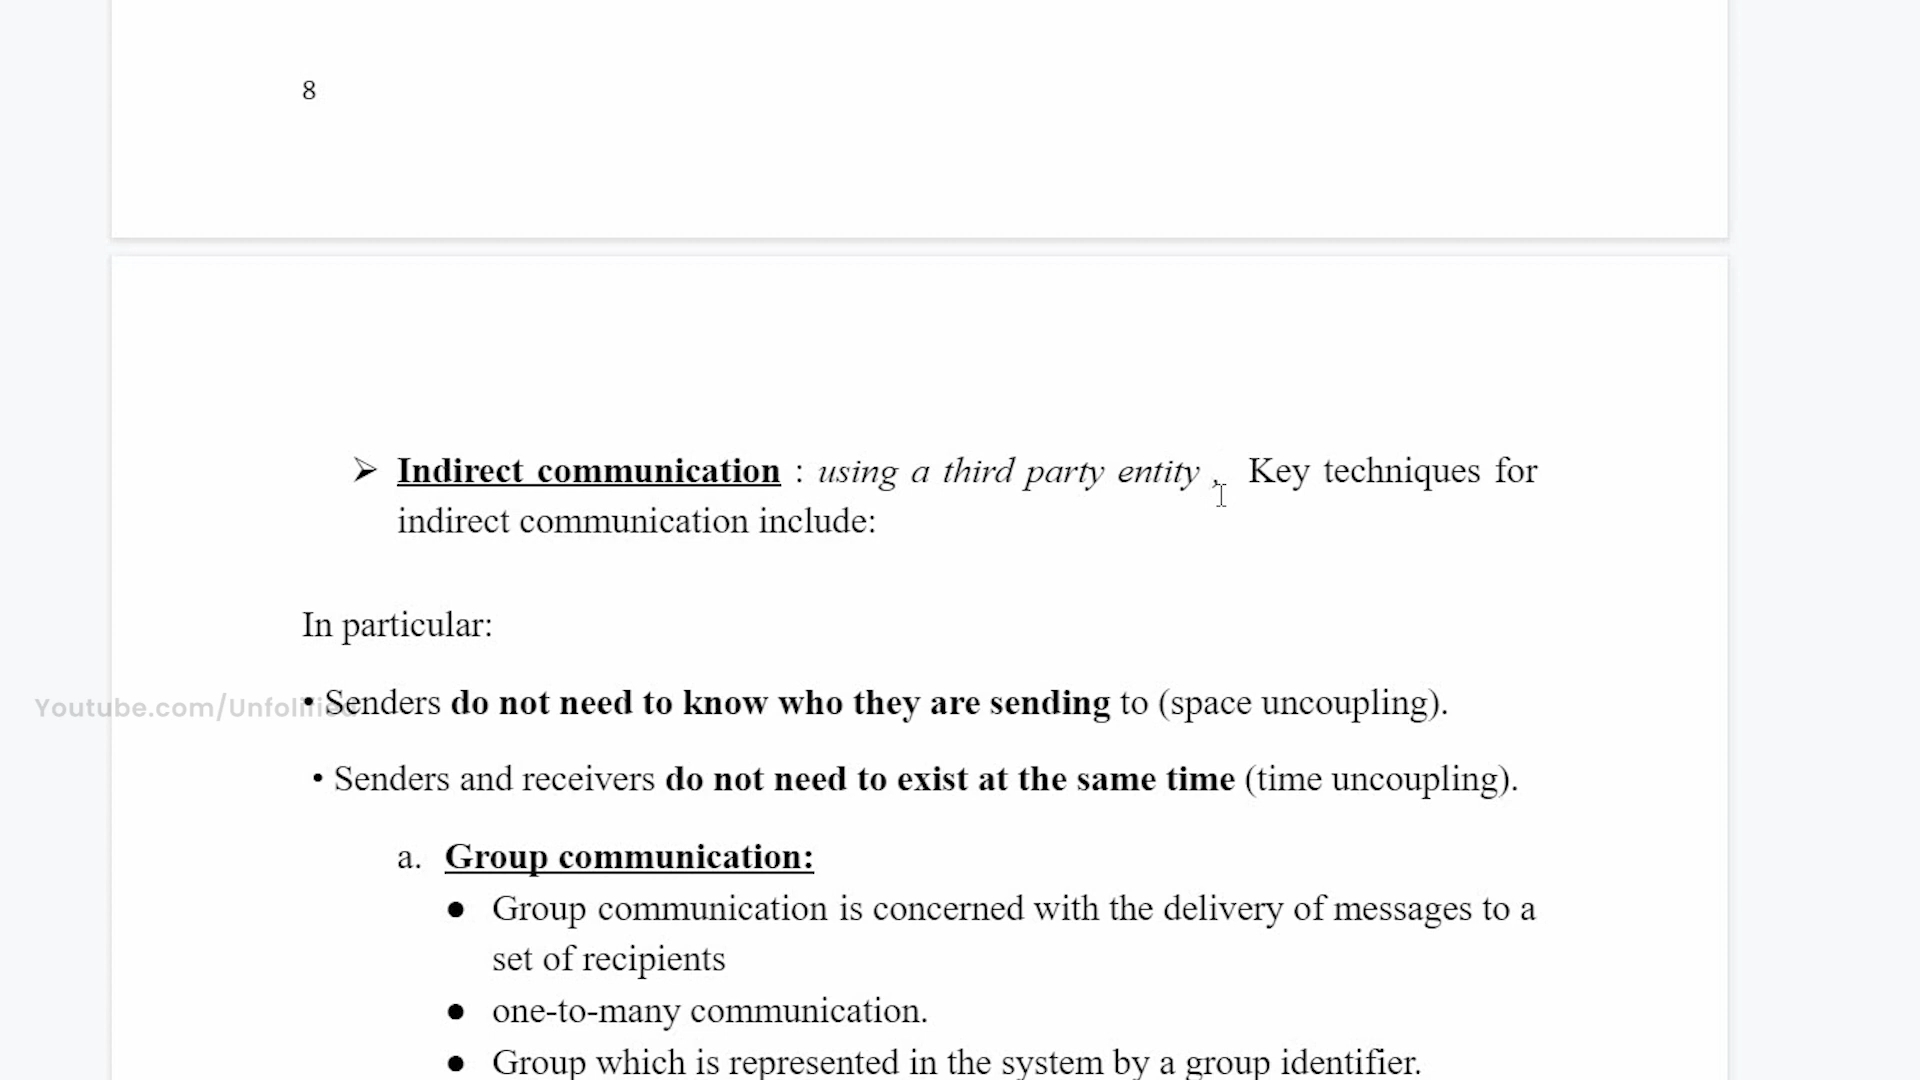 8
➢ Indirect communication : using a third party entity , Key techniques for
indirect communication include:
In particular:
• Senders do not need to know who they are sending to (space uncoupling).
• Senders and receivers do not need to exist at the same time (time uncoupling).
a. Group communication:
● Group communication is concerned with the delivery of messages to a
set of recipients
● one-to-many communication.
● Group which is represented in the system by a group identifier.